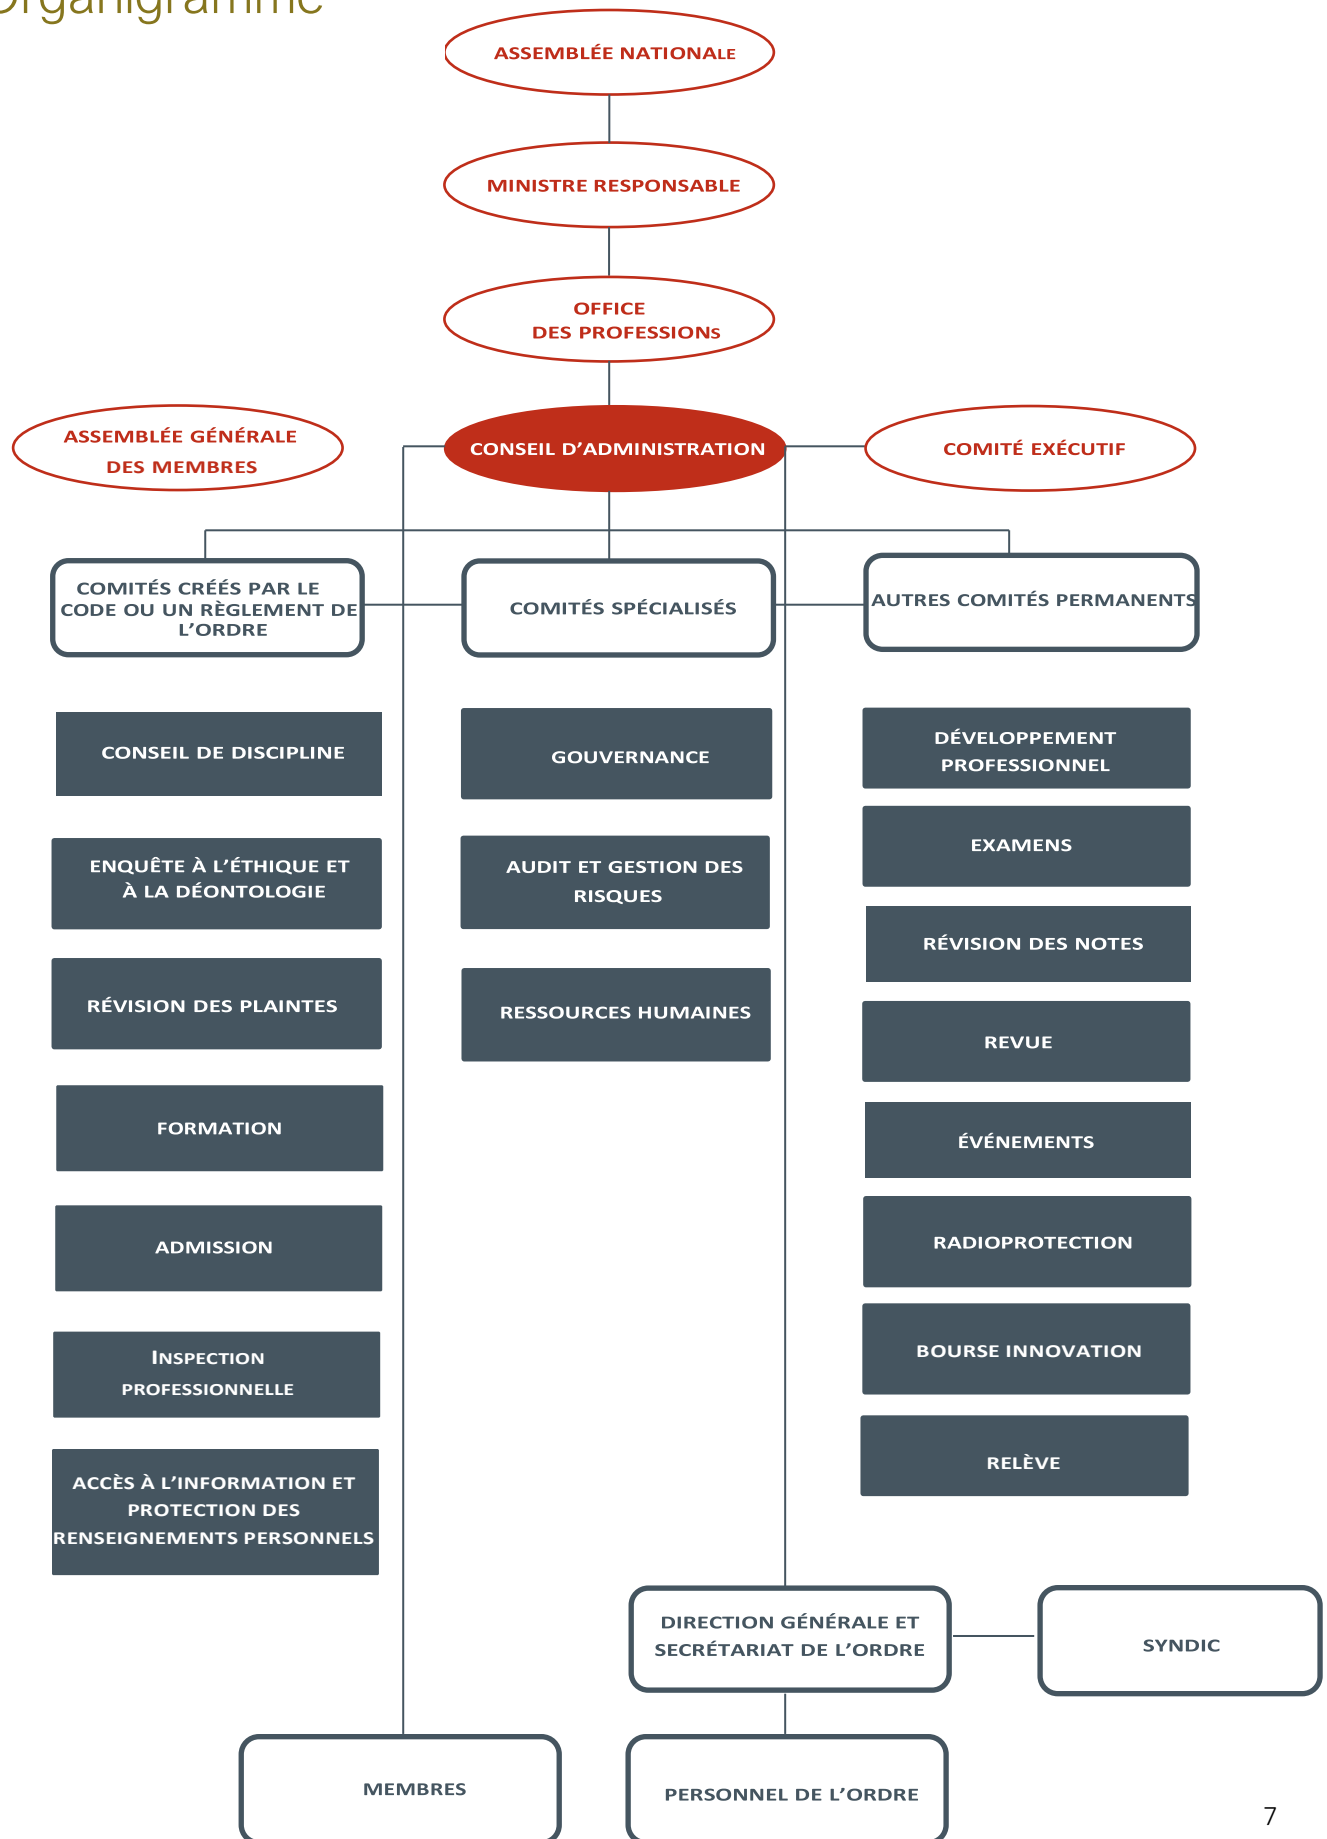 Organigramme
ASSEMBLÉE NATIONALE
MINISTRE RESPONSABLE
OFFICE
DES PROFESSIONS
ASSEMBLÉE GÉNÉRALE
DES MEMBRES
CONSEIL D’ADMINISTRATION
COMITÉ EXÉCUTIF
COMITÉS CRÉÉS PAR LE
CODE OU UN RÈGLEMENT DE
L’ORDRE
COMITÉS SPÉCIALISÉS
AUTRES COMITÉS PERMANENTS
CONSEIL DE DISCIPLINE
ENQUÊTE À L’ÉTHIQUE ET
À LA DÉONTOLOGIE
RÉVISION DES PLAINTES
FORMATION
ADMISSION
INSPECTION
PROFESSIONNELLE
ACCÈS À L’INFORMATION ET
PROTECTION DES
RENSEIGNEMENTS PERSONNELS
GOUVERNANCE
AUDIT ET GESTION DES
RISQUES
RESSOURCES HUMAINES
DÉVELOPPEMENT
PROFESSIONNEL
EXAMENS
RÉVISION DES NOTES
REVUE
ÉVÉNEMENTS
RADIOPROTECTION
BOURSE INNOVATION
RELÈVE
DIRECTION GÉNÉRALE ET
SECRÉTARIAT DE L’ORDRE
SYNDIC
MEMBRES
PERSONNEL DE L’ORDRE
7